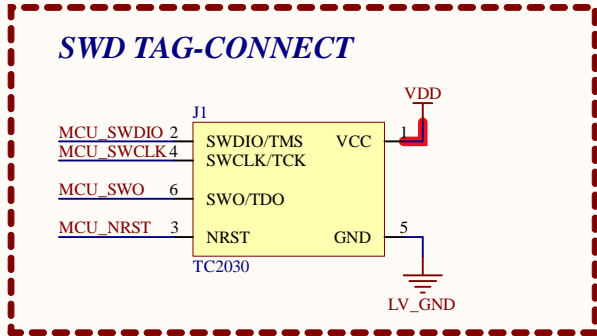 SWD TAG-CONNECT
VDD
J1
MCU_SWDIO 2 SWDIO/TMS VCC 1
MCU_SWCLK 4 SWCLK/TCK
MCU_SWO 6 SWO/TDO
MCU_NRST 3 NRST GND 5
TC2030
LV_GND